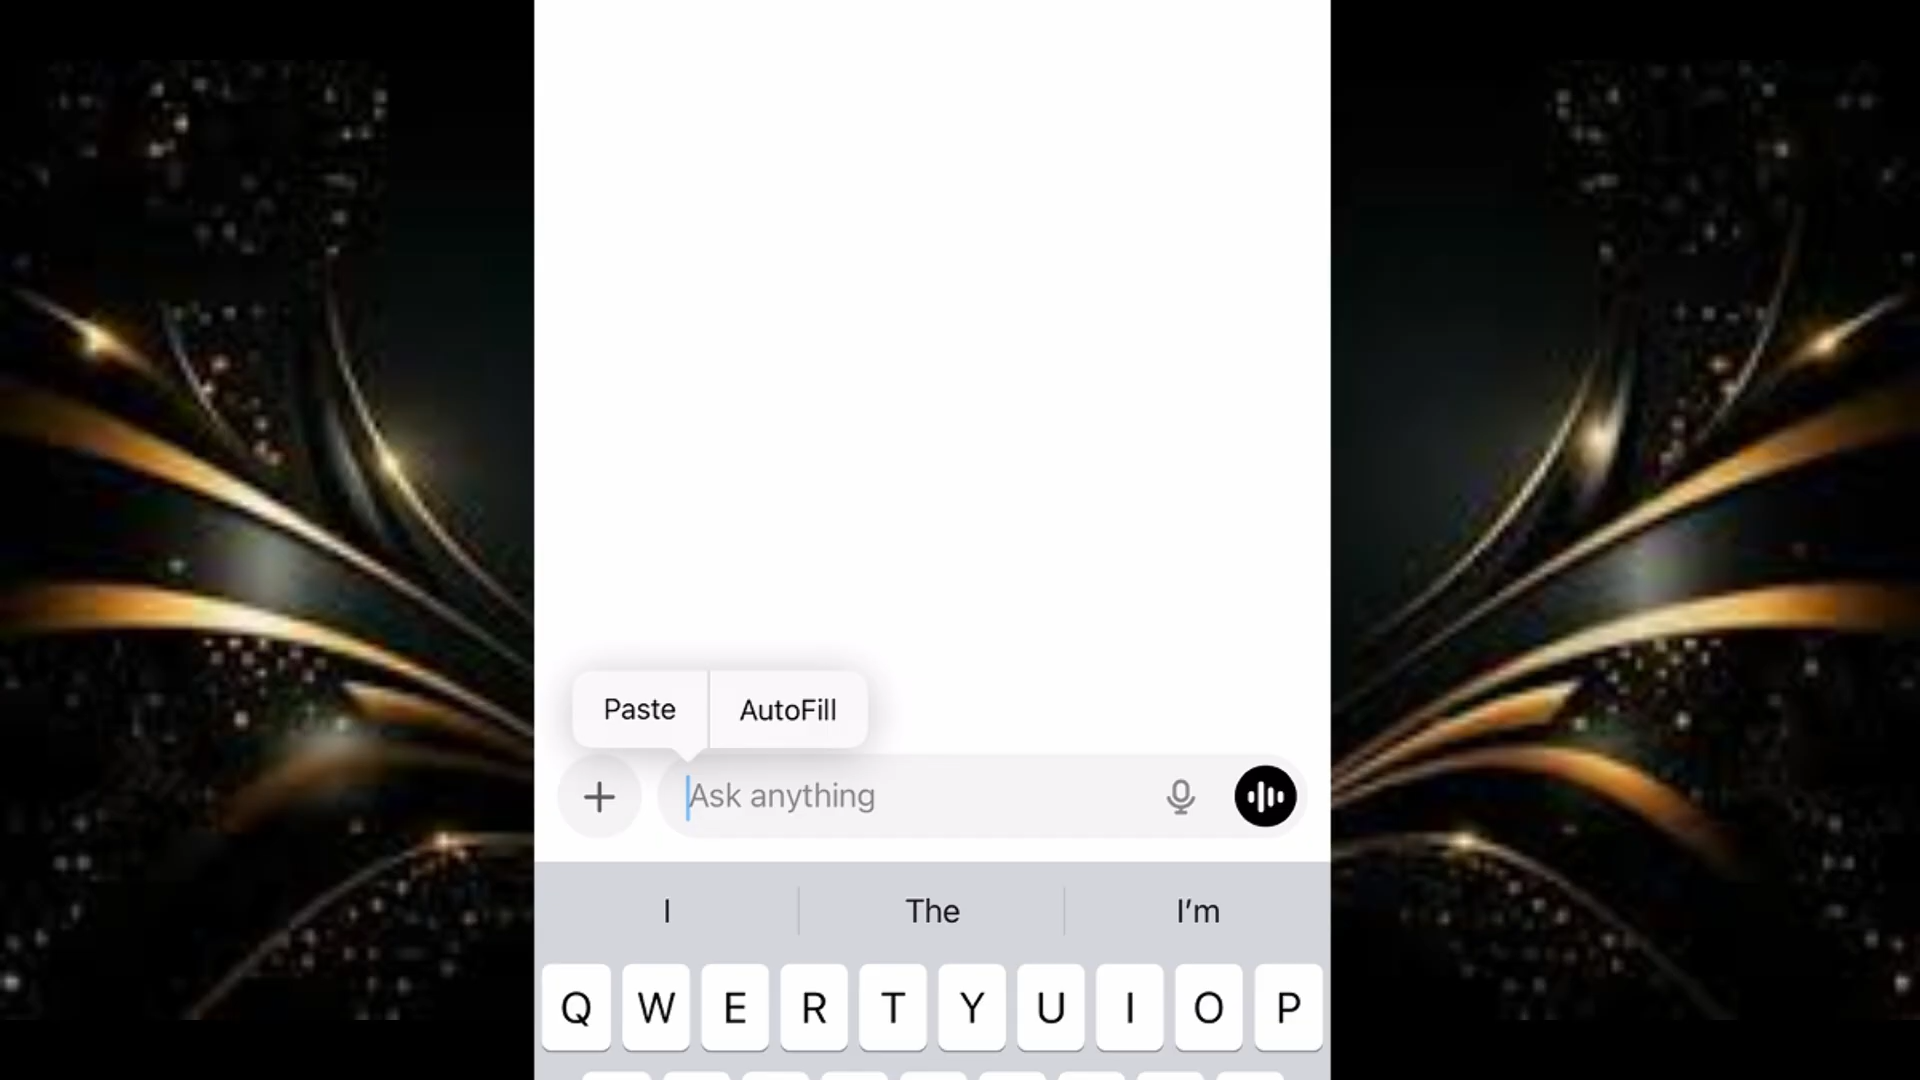 Paste AutoFill
Ask anything
I The I'm
Q W E R T Y U I O P